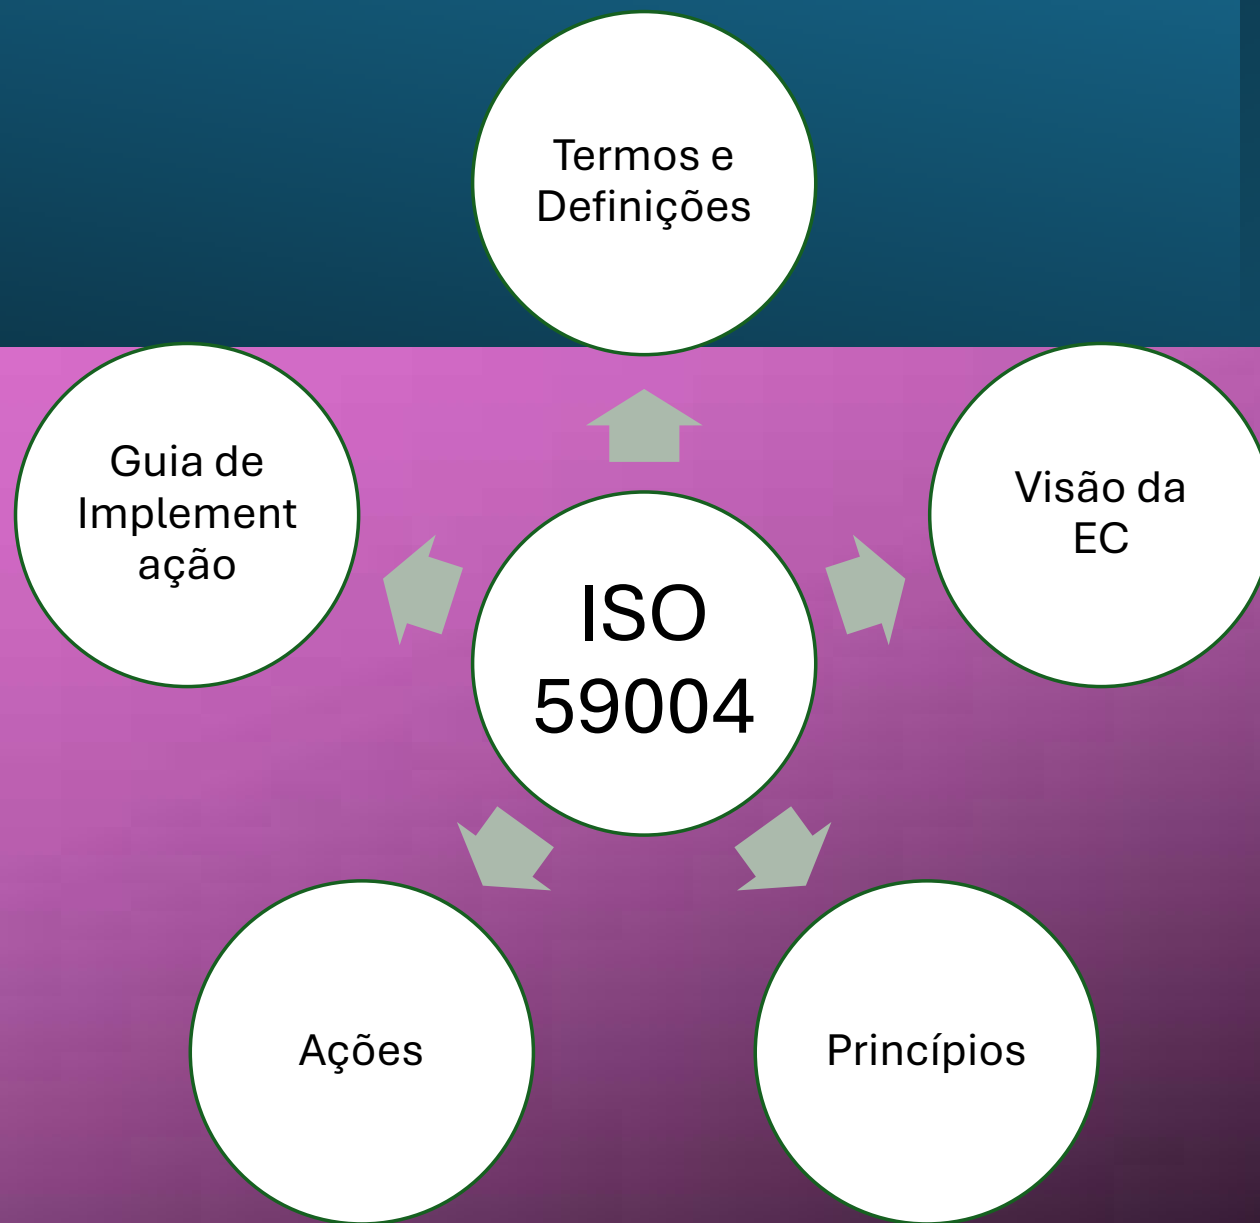 Termos e
Definições
Guia de
Implement
ação
Visão da
EC
ISO
59004
Ações
Princípios